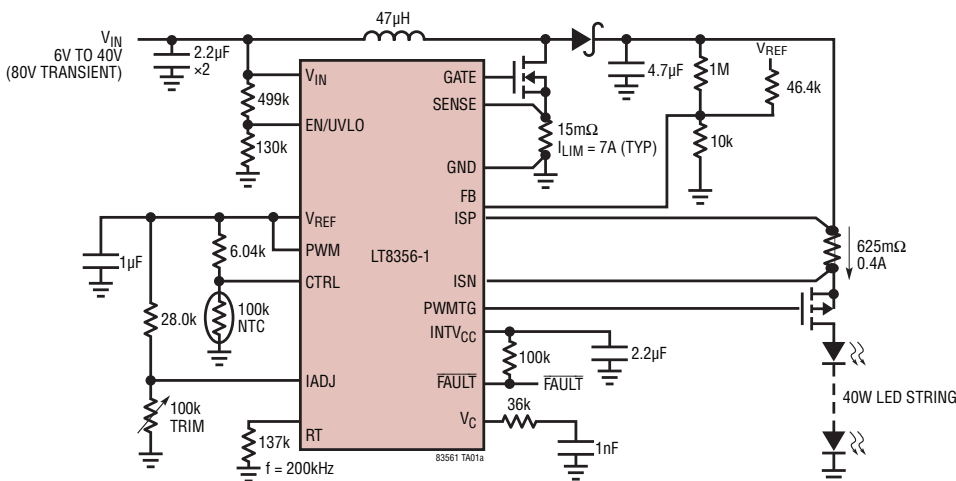 47µH
V_IN
6V TO 40V
(80V TRANSIENT)
2.2µF
×2
499k
130k
V_IN
EN/UVLO
GATE
SENSE
GND
FB
ISP
15mΩ
I_LIM = 7A (TYP)
4.7µF
1M
V_REF
46.4k
10k
V_REF
PWM
CTRL
IADJ
RT
LT8356-1
ISN
PWMTG
INTV_CC
FAULT
V_C
1µF
6.04k
28.0k
100k
NTC
100k
TRIM
137k
f = 200kHz
625mΩ
0.4A
100k
2.2µF
FAULT
36k
1nF
40W LED STRING
83561 TA01a